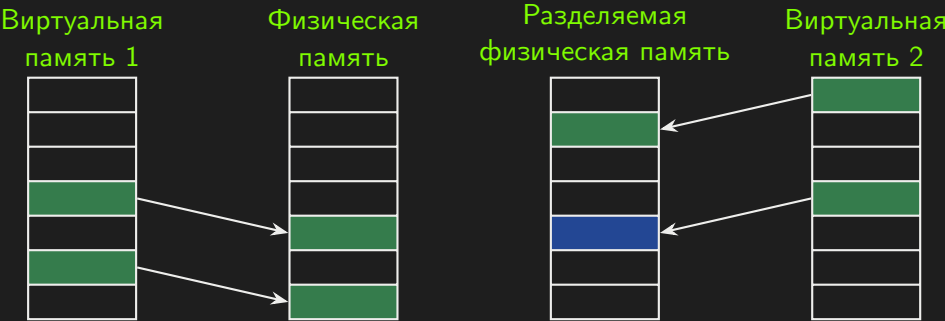 Виртуальная
память 1
Физическая
память
Разделяемая
физическая память
Виртуальная
память 2